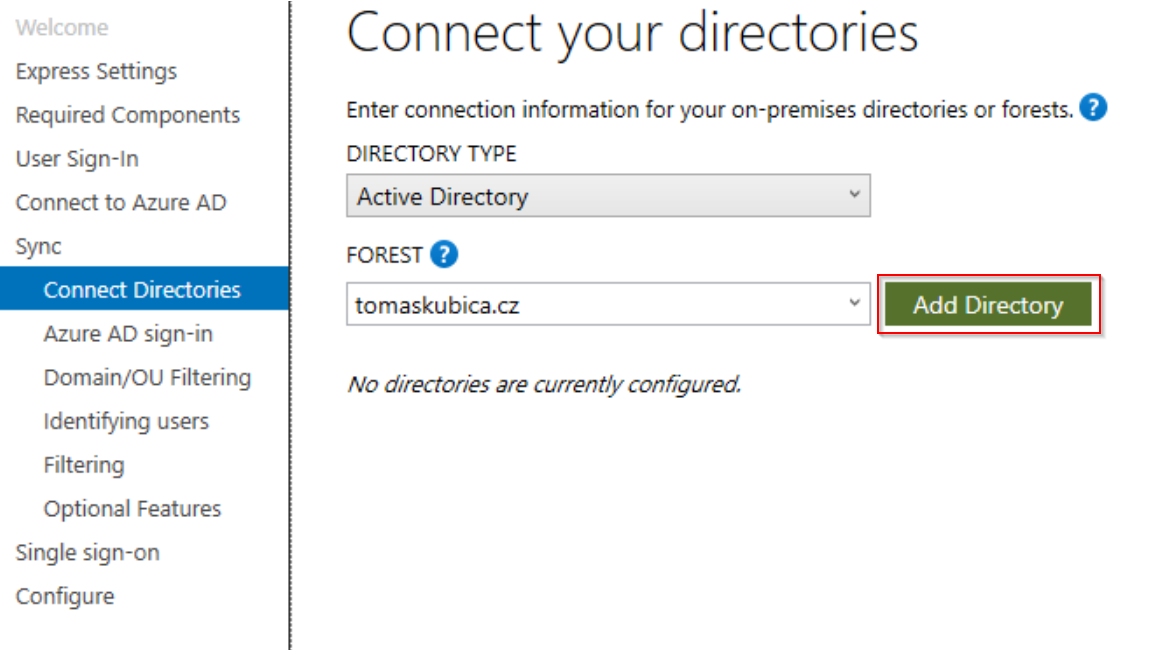 Welcome
Express Settings
Required Components
User Sign-In
Connect to Azure AD
Sync
Connect Directories
Azure AD sign-in
Domain/OU Filtering
Identifying users
Filtering
Optional Features
Single sign-on
Configure
Connect your directories
Enter connection information for your on-premises directories or forests. ?
DIRECTORY TYPE
Active Directory
FOREST ?
tomaskubica.cz
Add Directory
No directories are currently configured.